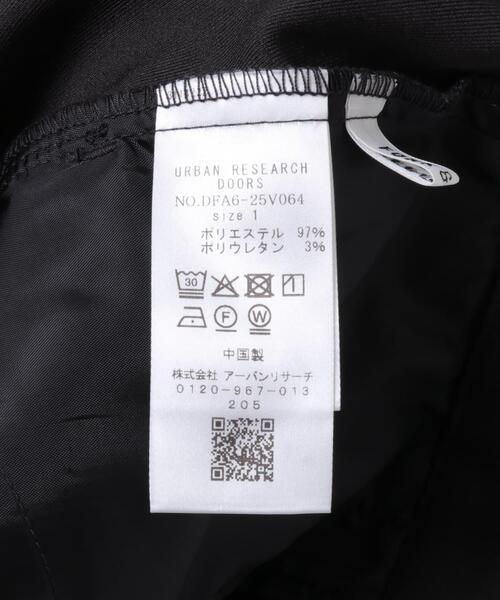 URBAN RESEARCH
DOORS
NO.DFA6-25V064
SIZE 1
ポリエステル 97%
ポリウレタン 3%
30
F W
中国製
株式会社 アーバンリサーチ
0120-967-013
205